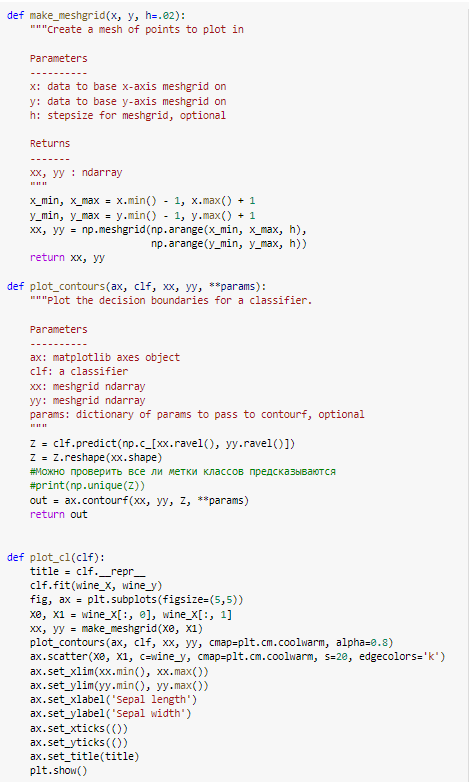 def make_meshgrid(x, y, h=.02):
    """Create a mesh of points to plot in

    Parameters
    ----------
    x: data to base x-axis meshgrid on
    y: data to base y-axis meshgrid on
    h: stepsize for meshgrid, optional

    Returns
    -------
    xx, yy : ndarray
    """
    x_min, x_max = x.min() - 1, x.max() + 1
    y_min, y_max = y.min() - 1, y.max() + 1
    xx, yy = np.meshgrid(np.arange(x_min, x_max, h),
                         np.arange(y_min, y_max, h))
    return xx, yy

def plot_contours(ax, clf, xx, yy, **params):
    """Plot the decision boundaries for a classifier.

    Parameters
    ----------
    ax: matplotlib axes object
    clf: a classifier
    xx: meshgrid ndarray
    yy: meshgrid ndarray
    params: dictionary of params to pass to contourf, optional
    """
    Z = clf.predict(np.c_[xx.ravel(), yy.ravel()])
    Z = Z.reshape(xx.shape)
    #Можно проверить все ли метки классов предсказываются
    #print(np.unique(Z))
    out = ax.contourf(xx, yy, Z, **params)
    return out


def plot_cl(clf):
    title = clf.__repr__
    clf.fit(wine_X, wine_y)
    fig, ax = plt.subplots(figsize=(5,5))
    X0, X1 = wine_X[:, 0], wine_X[:, 1]
    xx, yy = make_meshgrid(X0, X1)
    plot_contours(ax, clf, xx, yy, cmap=plt.cm.coolwarm, alpha=0.8)
    ax.scatter(X0, X1, c=wine_y, cmap=plt.cm.coolwarm, s=20, edgecolors='k')
    ax.set_xlim(xx.min(), xx.max())
    ax.set_ylim(yy.min(), yy.max())
    ax.set_xlabel('Sepal length')
    ax.set_ylabel('Sepal width')
    ax.set_xticks(())
    ax.set_yticks(())
    ax.set_title(title)
    plt.show()